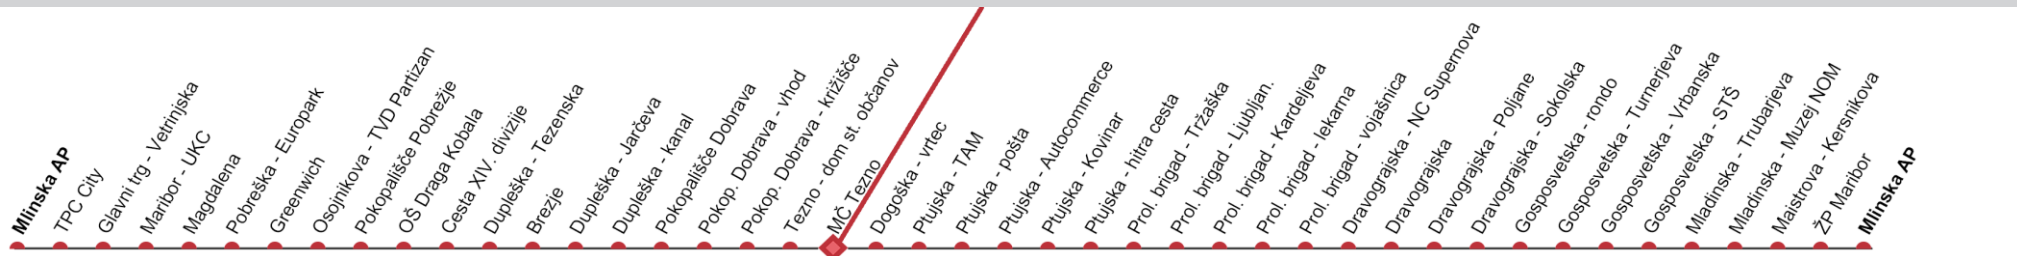 Mlinska AP
TPC City
Glavni trg - Vetrinjska
Maribor - UKC
Magdalena
Pobreška - Europark
Greenwich
Osojnikova - TVD Partizan
Pokopališče Pobrežje
OŠ Draga Kobala
Cesta XIV. divizije
Dupleška - Tezenska
Brezje
Dupleška - Jarčeva
Dupleška - kanal
Pokopališče Dobrava
Pokop. Dobrava - vhod
Pokop. Dobrava - križišče
Tezno - dom st. občanov
MČ Tezno
Dogoška - vrtec
Ptujska - TAM
Ptujska - pošta
Ptujska - Autocommerce
Ptujska - Kovinar
Ptujska - hitra cesta
Prol. brigad - Tržaška
Prol. brigad - Ljubljan.
Prol. brigad - Kardeljeva
Prol. brigad - lekarna
Prol. brigad - vojašnica
Dravograjska - NC Supernova
Dravograjska
Dravograjska - Poljane
Dravograjska - Sokolska
Gosposvetska - rondo
Gosposvetska - Turnerjeva
Gosposvetska - Vrbanska
Gosposvetska - STŠ
Mladinska - Trubarjeva
Mladinska - Muzej NOM
Maistrova - Kersnikova
ŽP Maribor
Mlinska AP